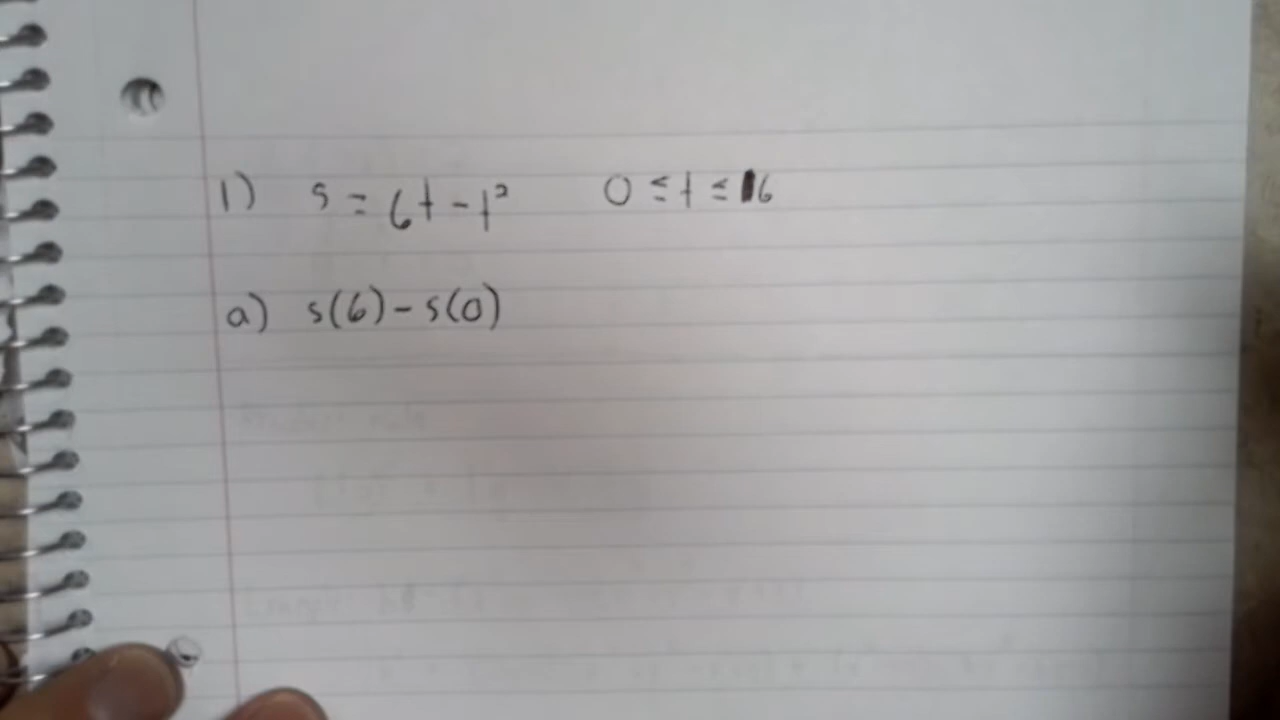 1) s = 6t - t² 0 ≤ t ≤ 6
a) s(6) - s(0)